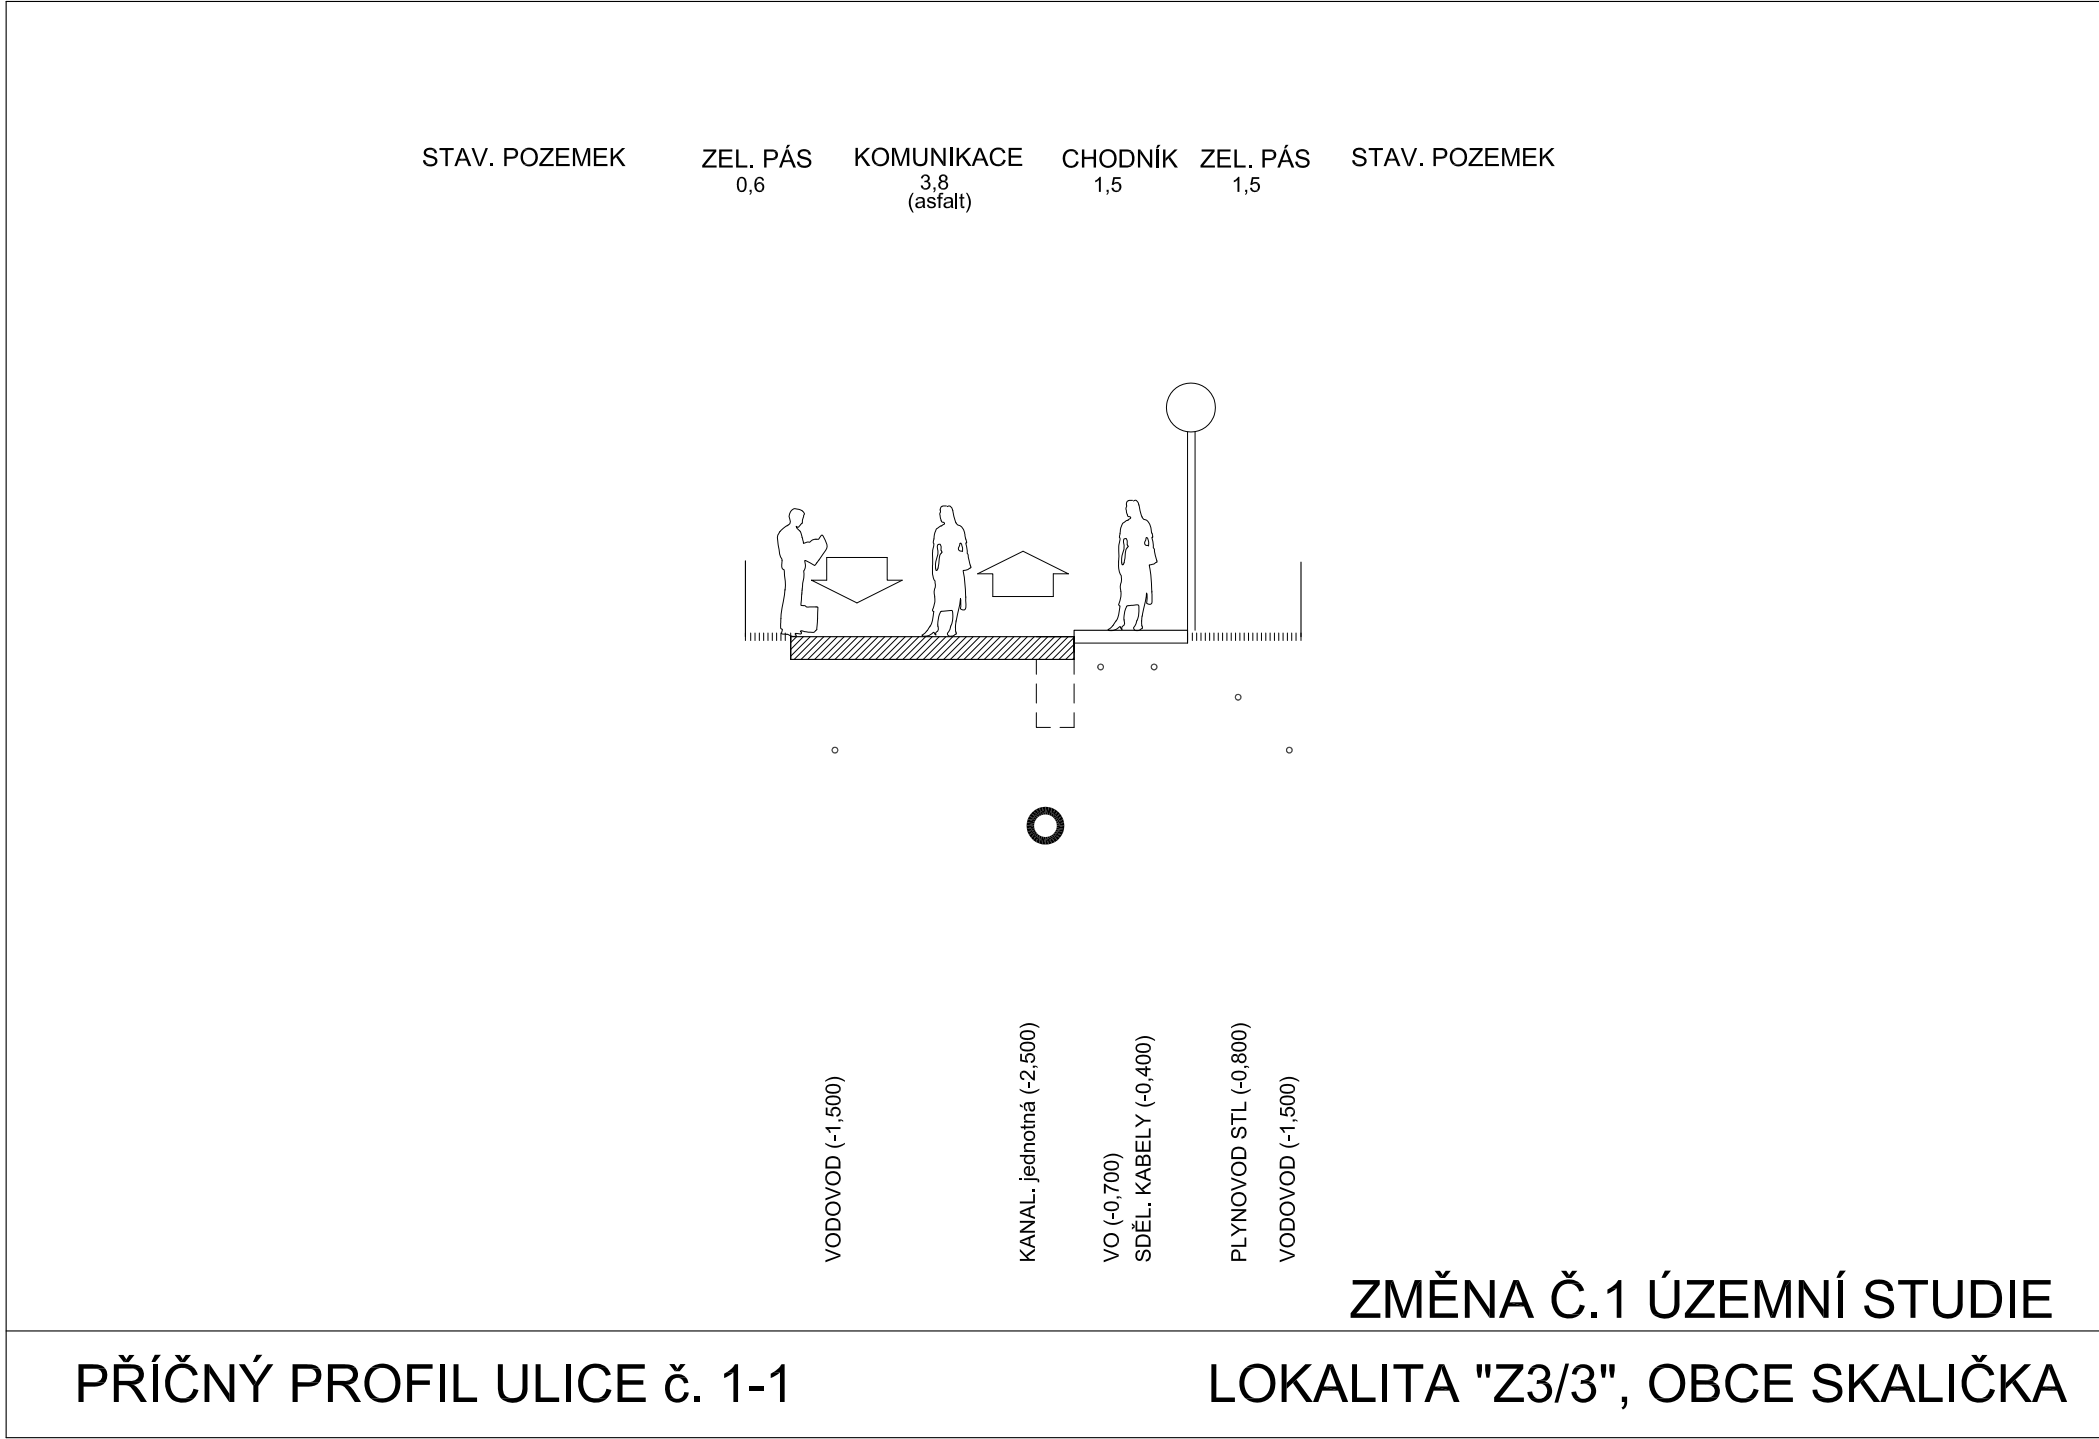 STAV. POZEMEK
ZEL. PÁS
0,6
KOMUNIKACE
3,8
(asfalt)
CHODNÍK
1,5
ZEL. PÁS
1,5
STAV. POZEMEK
VODOVOD (-1,500)
KANAL. jednotná (-2,500)
VO (-0,700)
SDĚL. KABELY (-0,400)
PLYNOVOD STL (-0,800)
VODOVOD (-1,500)
ZMĚNA Č.1 ÚZEMNÍ STUDIE
PŘÍČNÝ PROFIL ULICE č. 1-1
LOKALITA "Z3/3", OBCE SKALIČKA